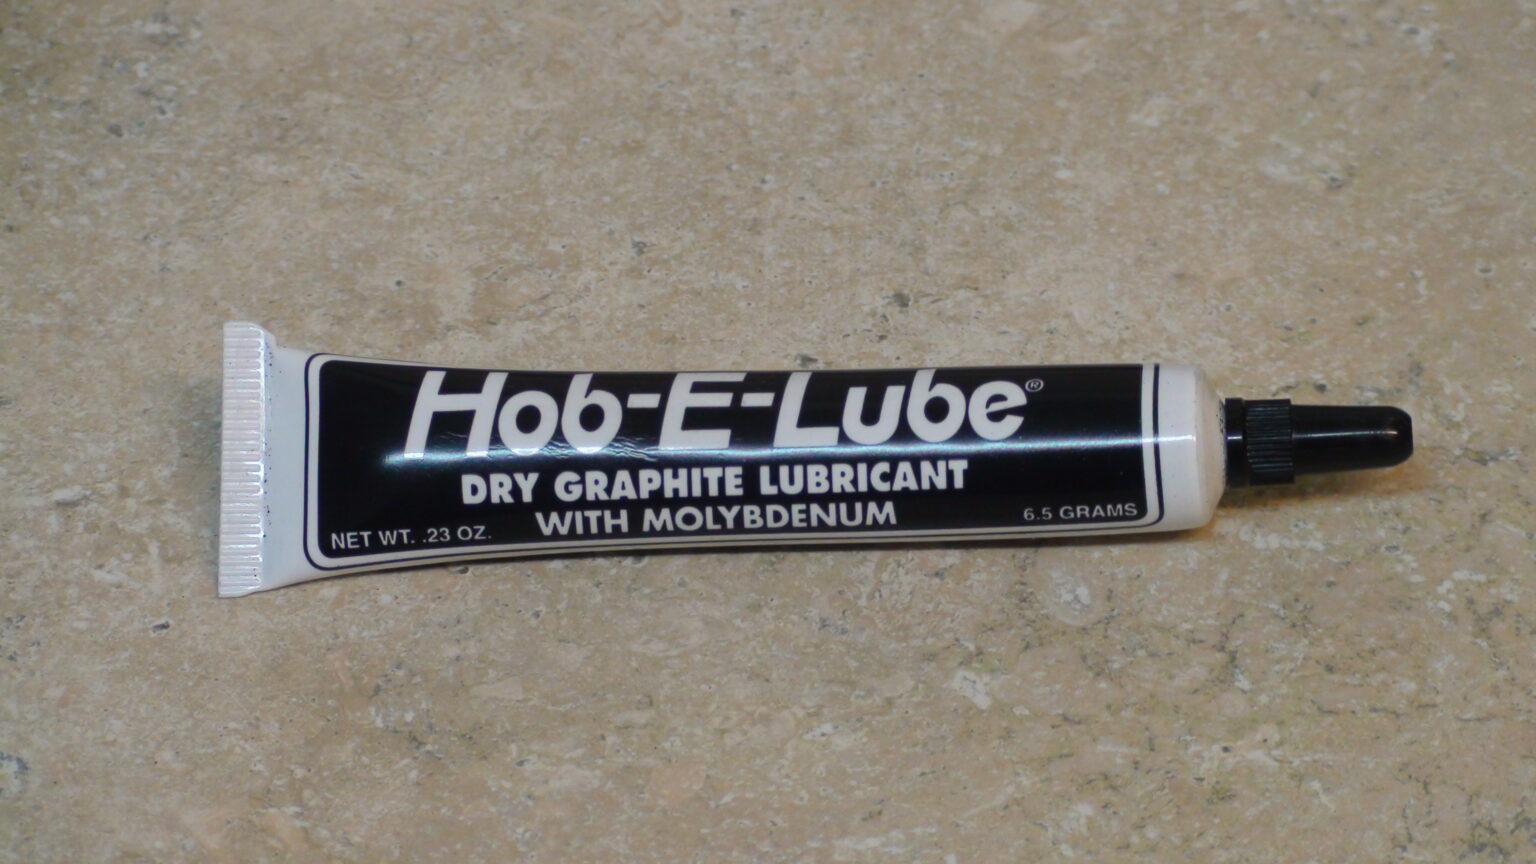 Hob-E-Lube®
DRY GRAPHITE LUBRICANT
WITH MOLYBDENUM
NET WT. .23 OZ.
6.5 GRAMS